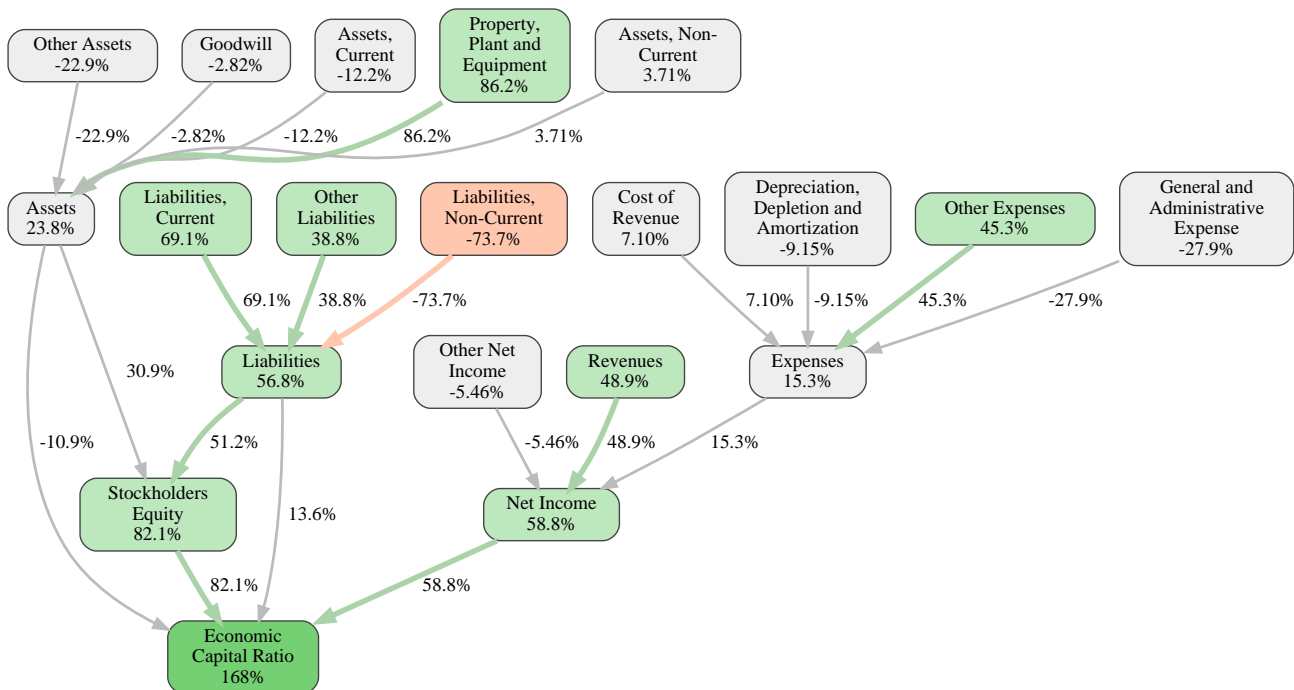 Other Assets
-22.9%
Goodwill
-2.82%
Assets,
Current
-12.2%
Property,
Plant and
Equipment
86.2%
Assets, Non-
Current
3.71%
-22.9%
-2.82%
-12.2%
86.2%
3.71%
Assets
23.8%
Liabilities,
Current
69.1%
Other
Liabilities
38.8%
Liabilities,
Non-Current
-73.7%
Cost of
Revenue
7.10%
Depreciation,
Depletion and
Amortization
-9.15%
Other Expenses
45.3%
General and
Administrative
Expense
-27.9%
69.1%
38.8%
-73.7%
7.10%
-9.15%
45.3%
-27.9%
30.9%
Liabilities
56.8%
Other Net
Income
-5.46%
Revenues
48.9%
Expenses
15.3%
-10.9%
51.2%
-5.46%
48.9%
15.3%
Stockholders
Equity
82.1%
13.6%
Net Income
58.8%
82.1%
58.8%
Economic
Capital Ratio
168%